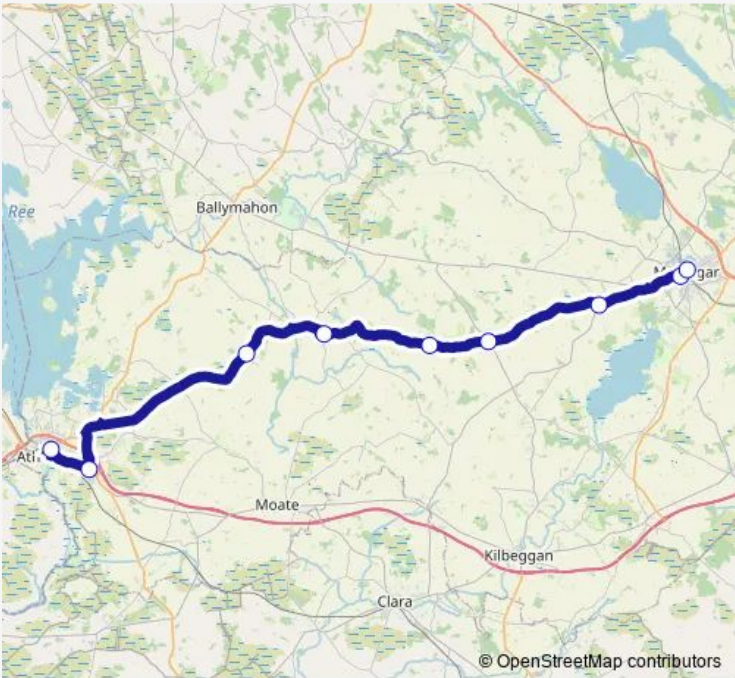 Ree
Ballymahon
Moate
Kilbeggan
Clara
© OpenStreetMap contributors